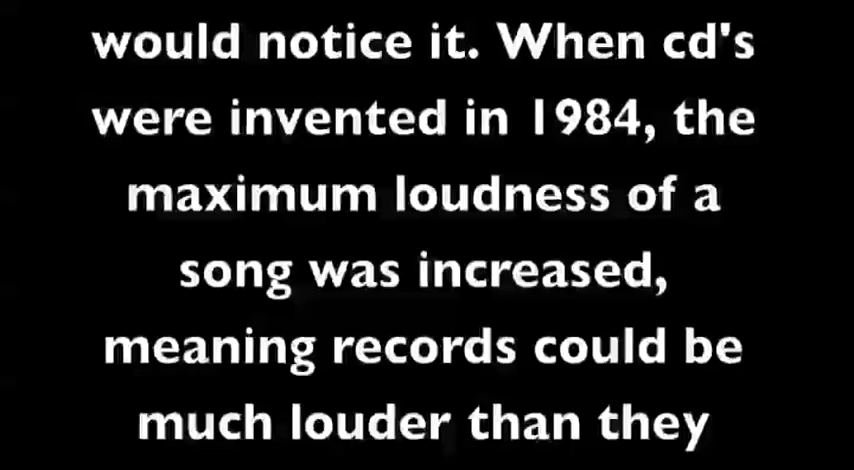 would notice it. When cd's
were invented in 1984, the
maximum loudness of a
song was increased,
meaning records could be
much louder than they